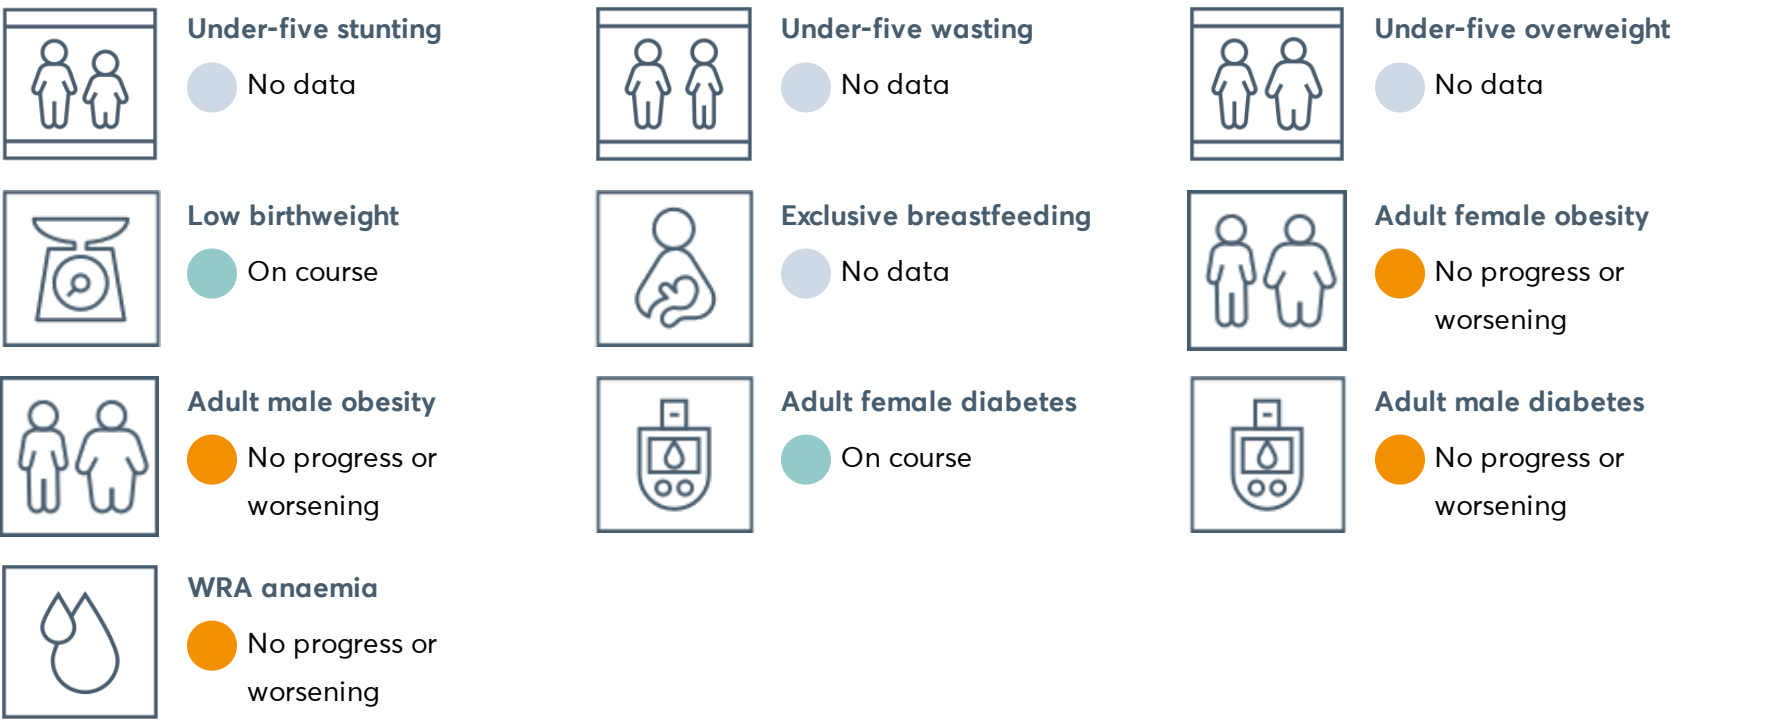 Under-five stunting
No data
Under-five wasting
No data
Under-five overweight
No data
Low birthweight
On course
Exclusive breastfeeding
No data
Adult female obesity
No progress or
worsening
Adult male obesity
No progress or
worsening
Adult female diabetes
On course
Adult male diabetes
No progress or
worsening
WRA anaemia
No progress or
worsening